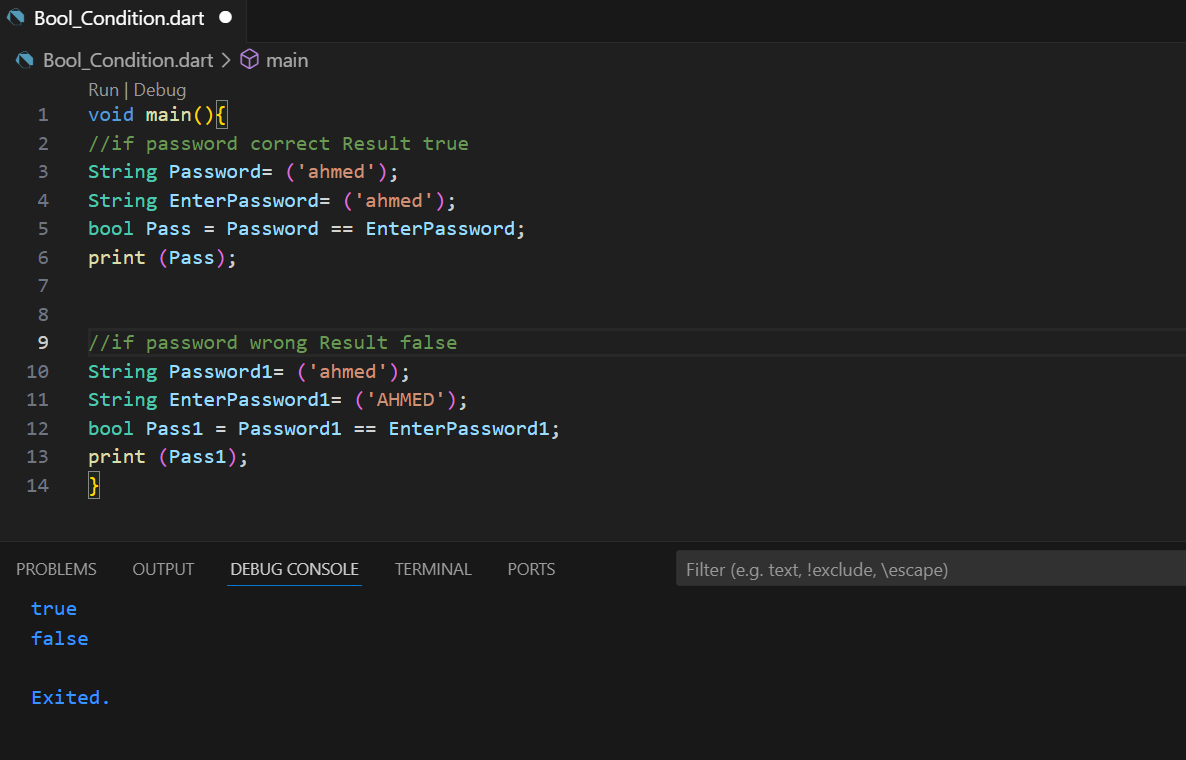 Bool_Condition.dart
Bool_Condition.dart > main
Run | Debug
1 void main(){
2 //if password correct Result true
3 String Password= ('ahmed');
4 String EnterPassword= ('ahmed');
5 bool Pass = Password == EnterPassword;
6 print (Pass);
7
8
9 //if password wrong Result false
10 String Password1= ('ahmed');
11 String EnterPassword1= ('AHMED');
12 bool Pass1 = Password1 == EnterPassword1;
13 print (Pass1);
14 }
PROBLEMS OUTPUT DEBUG CONSOLE TERMINAL PORTS Filter (e.g. text, !exclude, \escape)
true
false
Exited.